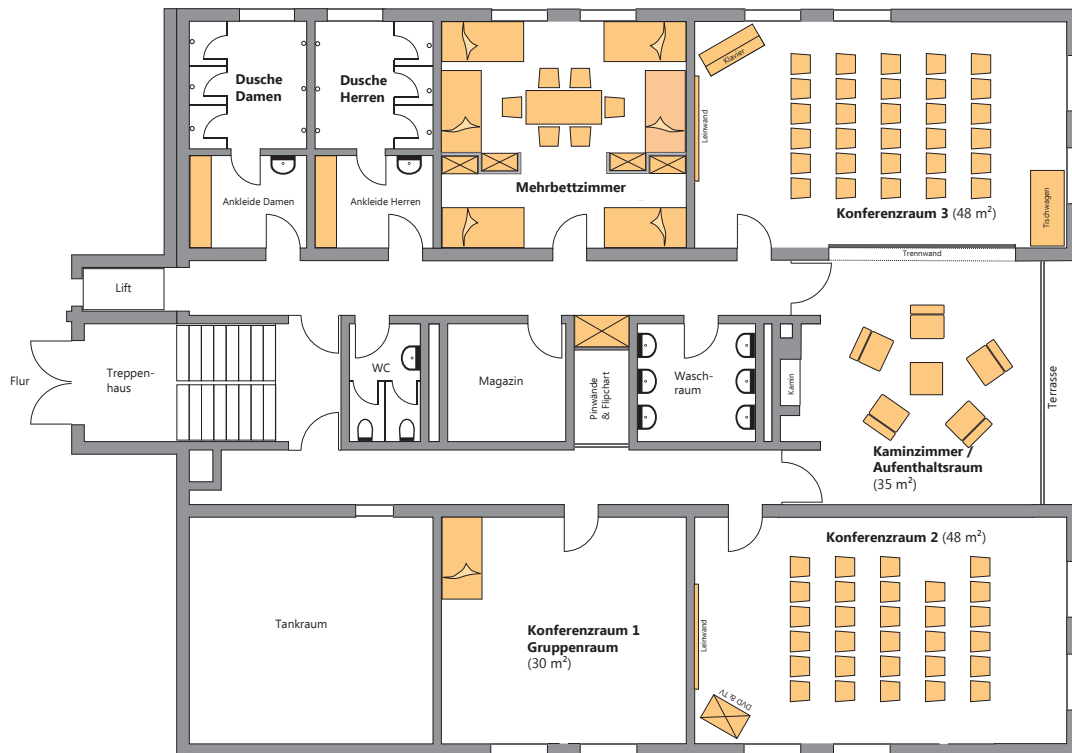 Dusche
Damen
Dusche
Herren
Klavier
Leinwand
Mehrbettzimmer
Ankleide Damen
Ankleide Herren
Konferenzraum 3 (48 m²)
Tischwagen
Trennwand
Lift
Flur
Treppen-
haus
WC
Magazin
Pinwände
& Flipchart
Wasch-
raum
Kamin
Terrasse
Kaminzimmer /
Aufenthaltsraum
(35 m²)
Konferenzraum 2 (48 m²)
Tankraum
Konferenzraum 1
Gruppenraum
(30 m²)
Leinwand
DVD & TV